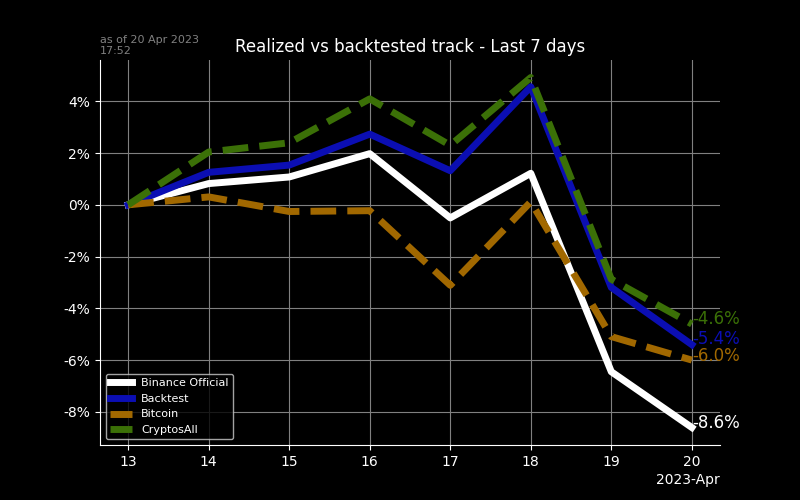 as of 20 Apr 2023
17:52
Realized vs backtested track - Last 7 days
4%
2%
0%
-2%
-4%
-6%
-8%
-4.6%
-5.4%
-6.0%
-8.6%
Binance Official
Backtest
Bitcoin
CryptosAll
13 14 15 16 17 18 19 20
2023-Apr